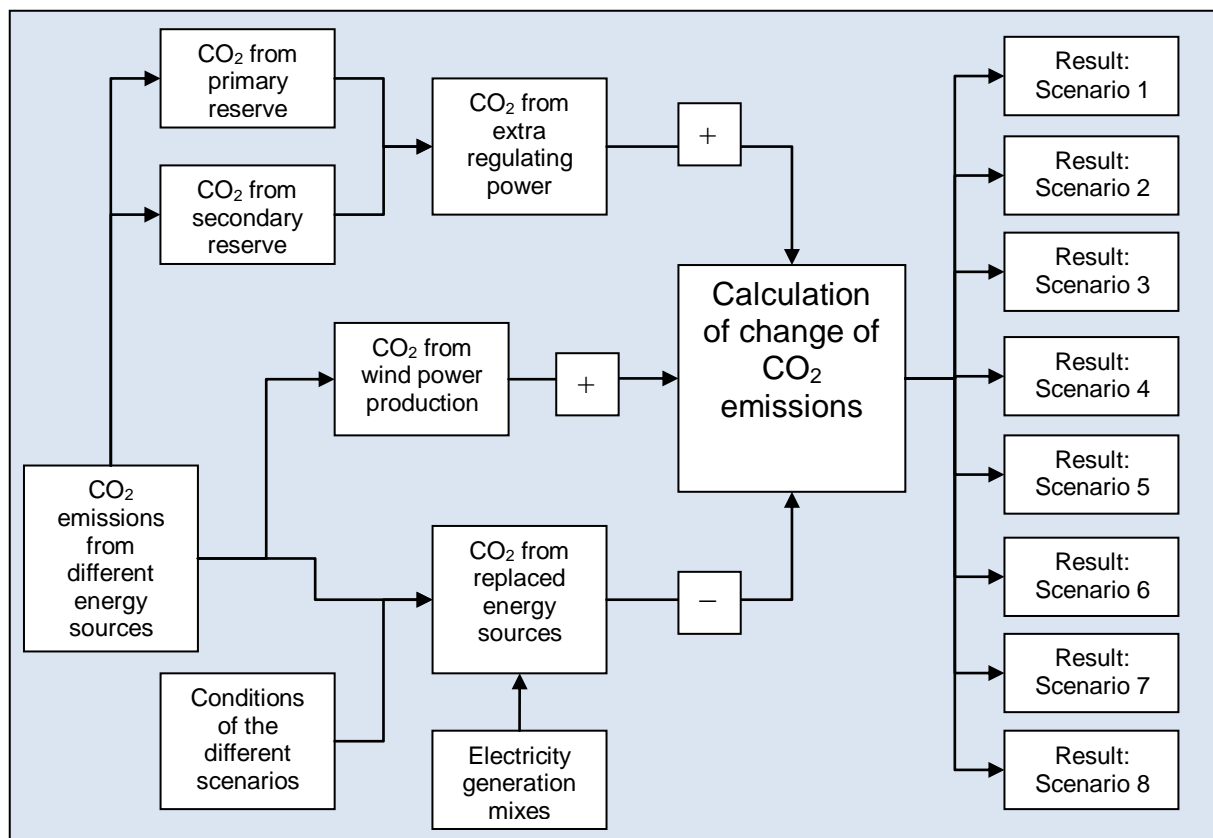 CO₂ from
primary
reserve
CO₂ from
secondary
reserve
CO₂ from
extra
regulating
power
+
CO₂ from
wind power
production
+
CO₂
emissions
from
different
energy
sources
Conditions
of the
different
scenarios
CO₂ from
replaced
energy
sources
−
Electricity
generation
mixes
Calculation
of change of
CO₂
emissions
Result:
Scenario 1
Result:
Scenario 2
Result:
Scenario 3
Result:
Scenario 4
Result:
Scenario 5
Result:
Scenario 6
Result:
Scenario 7
Result:
Scenario 8